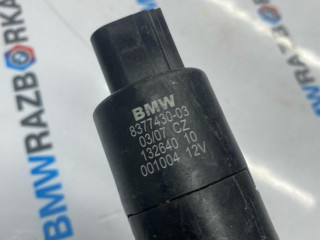 BMW
8377430-03
03/07 CZ
132640 10
001004 12V
BMWRAZBORKA
BMWRAZBORKA